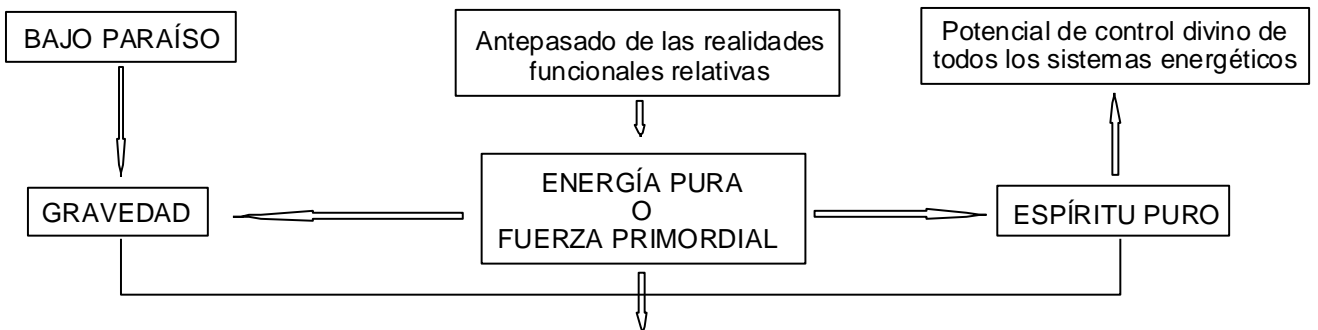 BAJO PARAÍSO
Antepasado de las realidades
funcionales relativas
Potencial de control divino de
todos los sistemas energéticos
GRAVEDAD
ENERGÍA PURA
O
FUERZA PRIMORDIAL
ESPÍRITU PURO